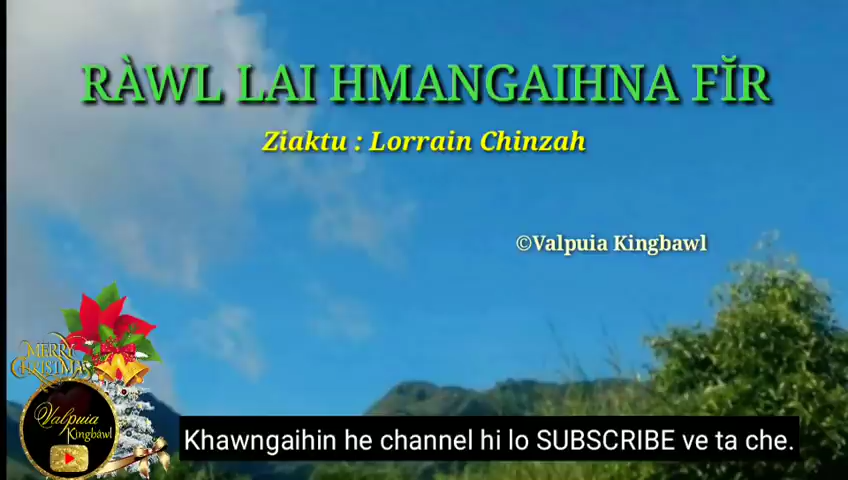 RÀWL LAI HMANGAIHNA FĬR
Ziaktu : Lorrain Chinzah
©Valpuia Kingbawl
MERRY
CHRISTMAS
Valpuia
Kingbawl
Khawngaihin he channel hi lo SUBSCRIBE ve ta che.